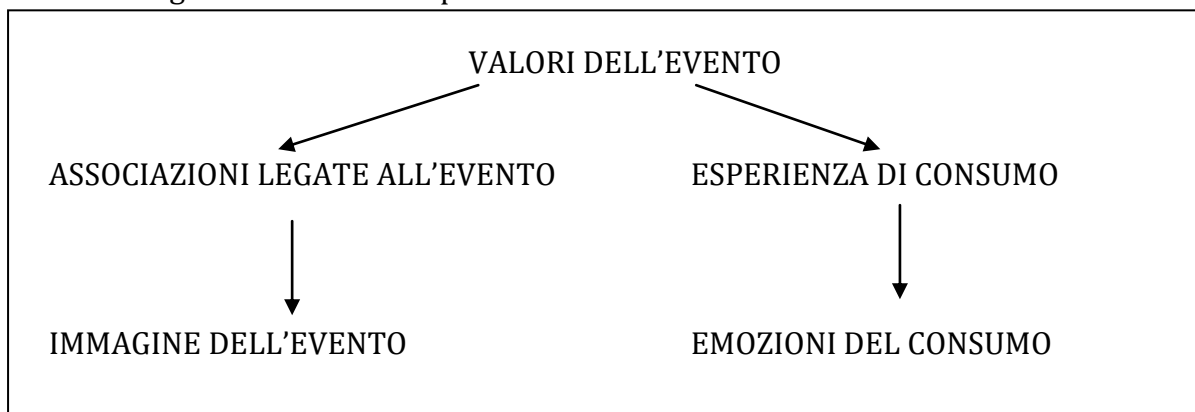 VALORI DELL’EVENTO
ASSOCIAZIONI LEGATE ALL’EVENTO ESPERIENZA DI CONSUMO
IMMAGINE DELL’EVENTO EMOZIONI DEL CONSUMO